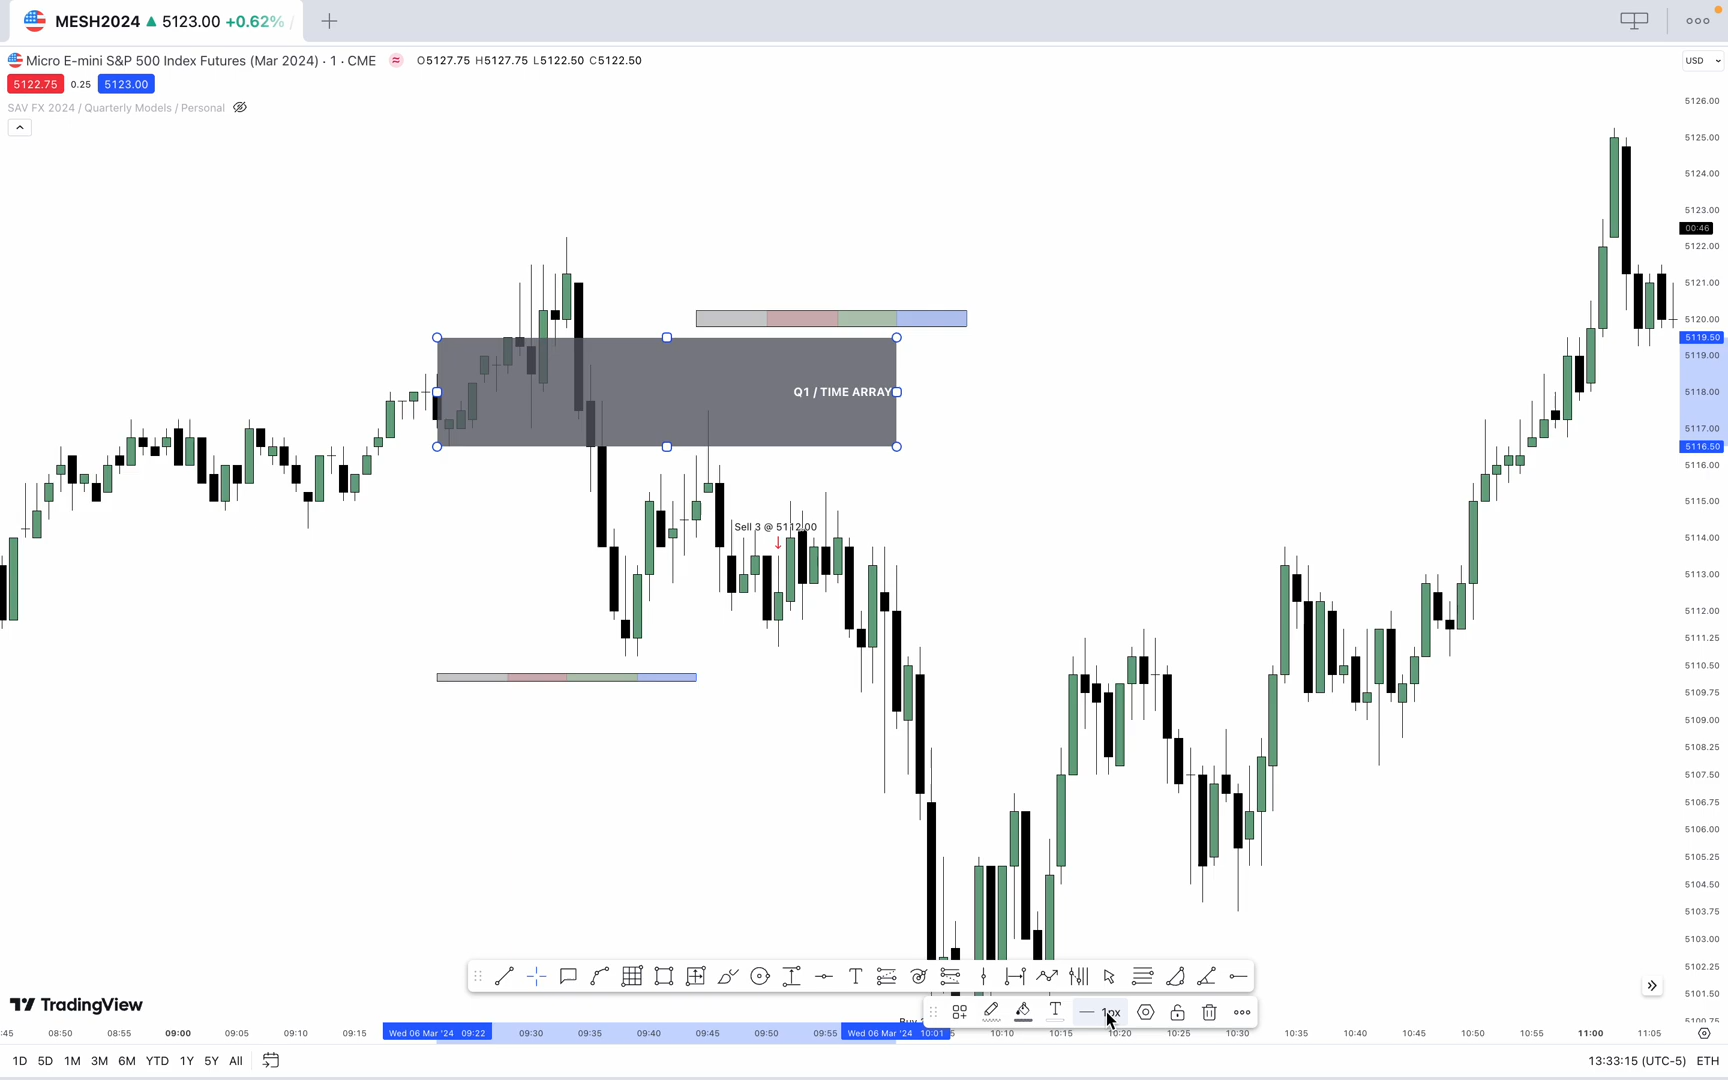 MESH2024 ▲ 5123.00 +0.62% /
Micro E-mini S&P 500 Index Futures (Mar 2024) · 1 · CME ≈ O5127.75 H5127.75 L5122.50 C5122.50
USD
5122.75 0.25 5123.00
SAV FX 2024 / Quarterly Models / Personal
5126.00
5125.00
5124.00
5123.00
00:46
5122.00
5121.00
5120.00
5119.50
5119.00
5118.00
Q1 / TIME ARRAY
5117.00
5116.50
5116.00
5115.00
Sell 3 @ 5112.00
5114.00
5113.00
5112.00
5111.25
5110.50
5109.75
5109.00
5108.25
5107.50
5106.75
5106.00
5105.25
5104.50
5103.75
5103.00
5102.25
5101.50
TradingView
1px
5100.75
:45 08:50 08:55 09:00 09:05 09:10 09:15 Wed 06 Mar '24 09:22 09:30 09:35 09:40 09:45 09:50 09:55 Wed 06 Mar '24 10:01 10:15 10:20 10:25 10:30 10:35 10:40 10:45 10:50 10:55 11:00 11:05
1D 5D 1M 3M 6M YTD 1Y 5Y All
13:33:15 (UTC-5) ETH